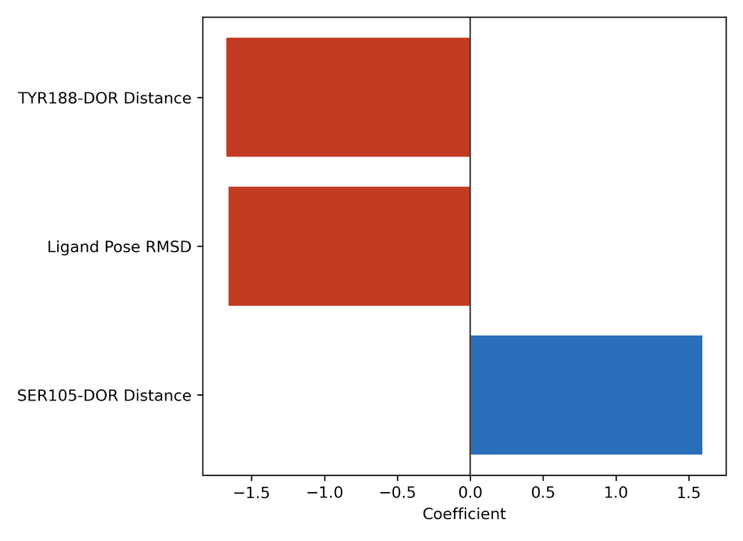 TYR188-DOR Distance
Ligand Pose RMSD
SER105-DOR Distance
−1.5 −1.0 −0.5 0.0 0.5 1.0 1.5
Coefficient